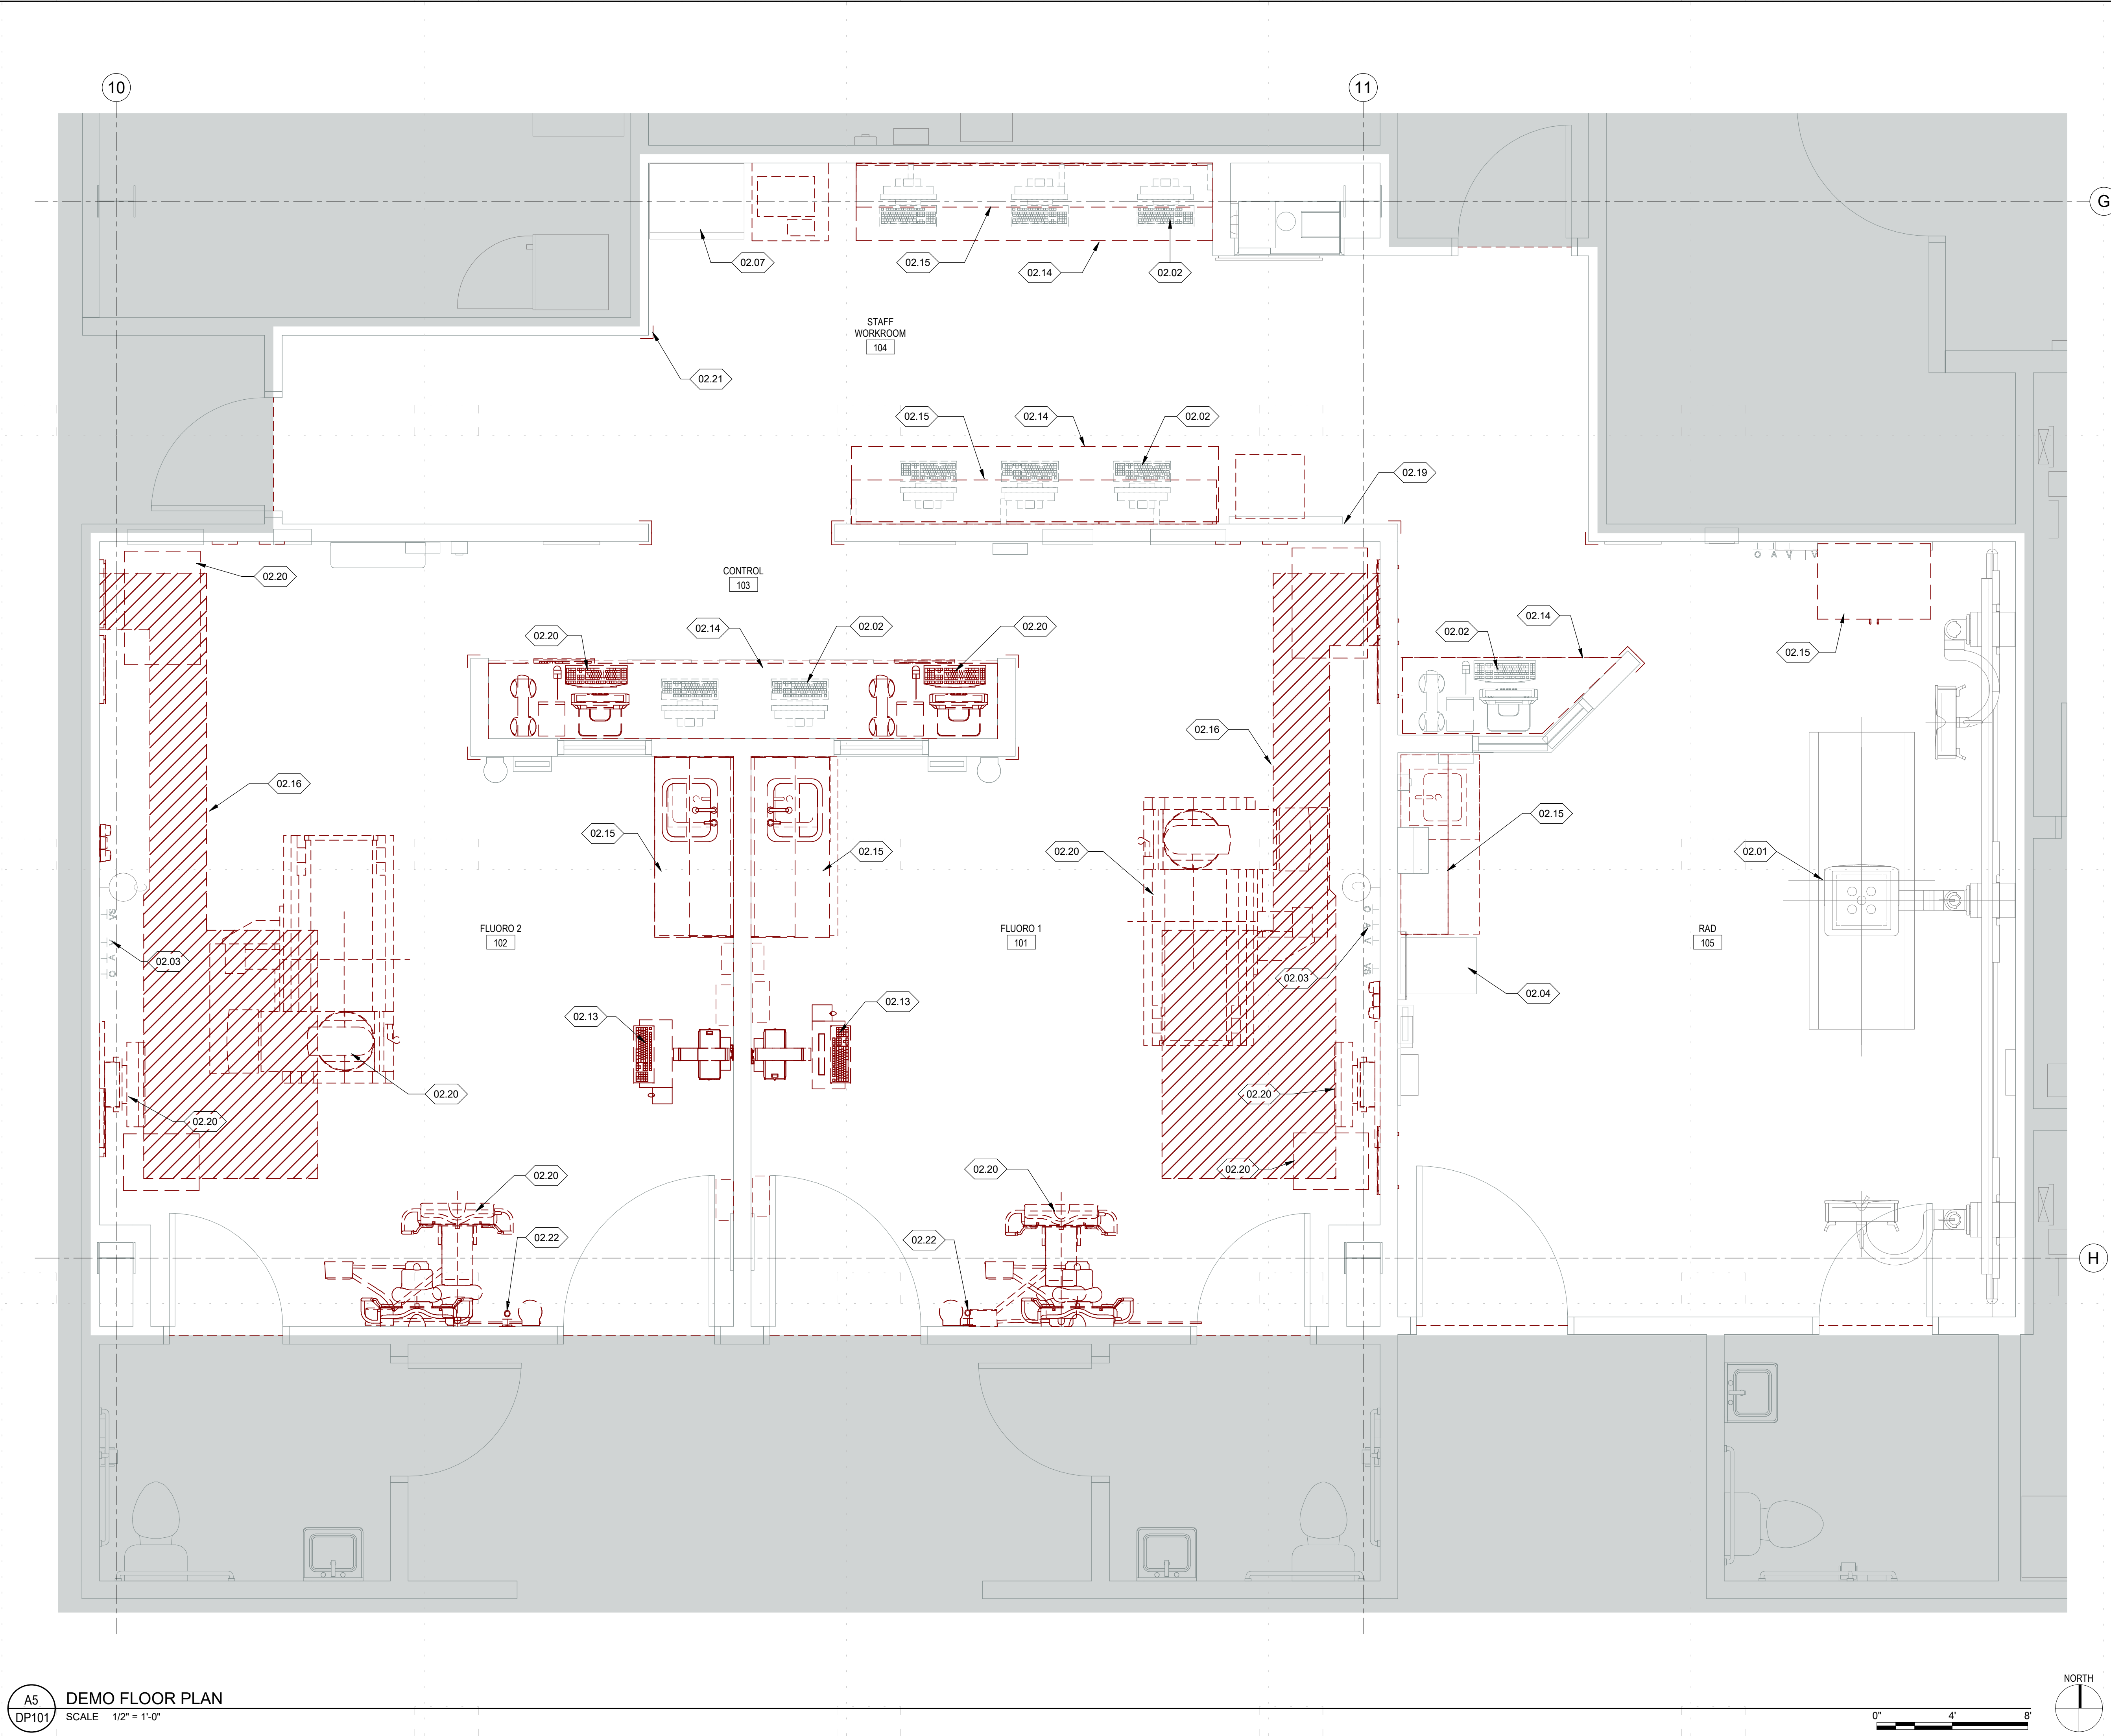 10
11
G
02.07
02.15
02.14
02.02
STAFF
WORKROOM
104
02.21
02.15
02.14
02.02
02.19
02.20
CONTROL
103
02.20
02.14
02.02
02.20
02.02
02.14
02.15
02.16
02.16
02.15
02.15
02.20
02.15
02.01
FLUORO 2
102
FLUORO 1
101
RAD
105
O A V V
VS
V
A
O
O
A
V
VS
02.03
02.03
02.04
02.13
02.13
02.20
02.20
02.20
02.20
02.20
02.20
02.22
02.22
H
A5
DP101
DEMO FLOOR PLAN
SCALE 1/2" = 1'-0"
NORTH
0" 4' 8'